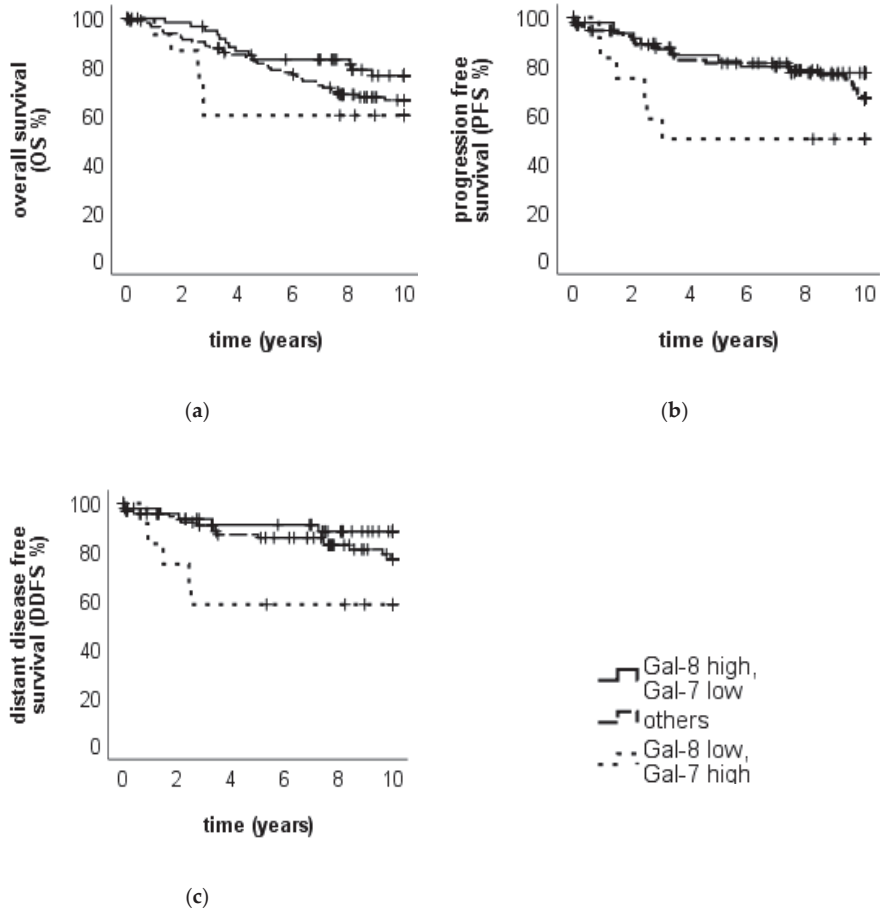 overall survival
(OS %)
100
80
60
40
20
0
0 2 4 6 8 10
time (years)
(a)
progression free
survival (PFS %)
100
80
60
40
20
0
0 2 4 6 8 10
time (years)
(b)
distant disease free
survival (DDFS %)
100
80
60
40
20
0
0 2 4 6 8 10
time (years)
(c)
Gal-8 high,
Gal-7 low
others
Gal-8 low,
Gal-7 high